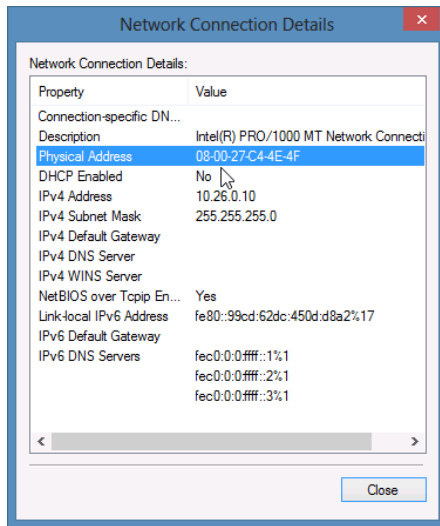 Network Connection Details
Network Connection Details:
Property Value
Connection-specific DN...
Description Intel(R) PRO/1000 MT Network Connecti
Physical Address 08-00-27-C4-4E-4F
DHCP Enabled No
IPv4 Address 10.26.0.10
IPv4 Subnet Mask 255.255.255.0
IPv4 Default Gateway
IPv4 DNS Server
IPv4 WINS Server
NetBIOS over Tcpip En... Yes
Link-local IPv6 Address fe80::99cd:62dc:450d:d8a2%17
IPv6 Default Gateway
IPv6 DNS Servers fec0:0:0:ffff::1%1
fec0:0:0:ffff::2%1
fec0:0:0:ffff::3%1
Close